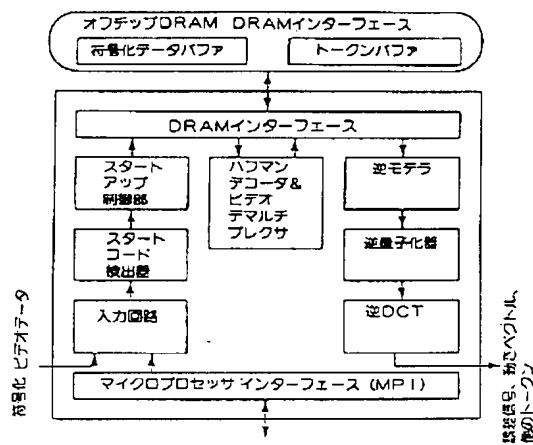 オフチップDRAM DRAMインターフェース
符号化データバファ
トークンバファ
DRAMインターフェース
スタート
アップ
制御部
ハフマン
デコーダ&
ビデオ
デマルチ
プレクサ
逆モデラ
スタート
コード
検出器
逆量子化器
入力回路
逆DCT
符号化 ビデオデータ
誤差信号、動きベクトル、
他のトークン
マイクロプロセッサ インターフェース (MPI)